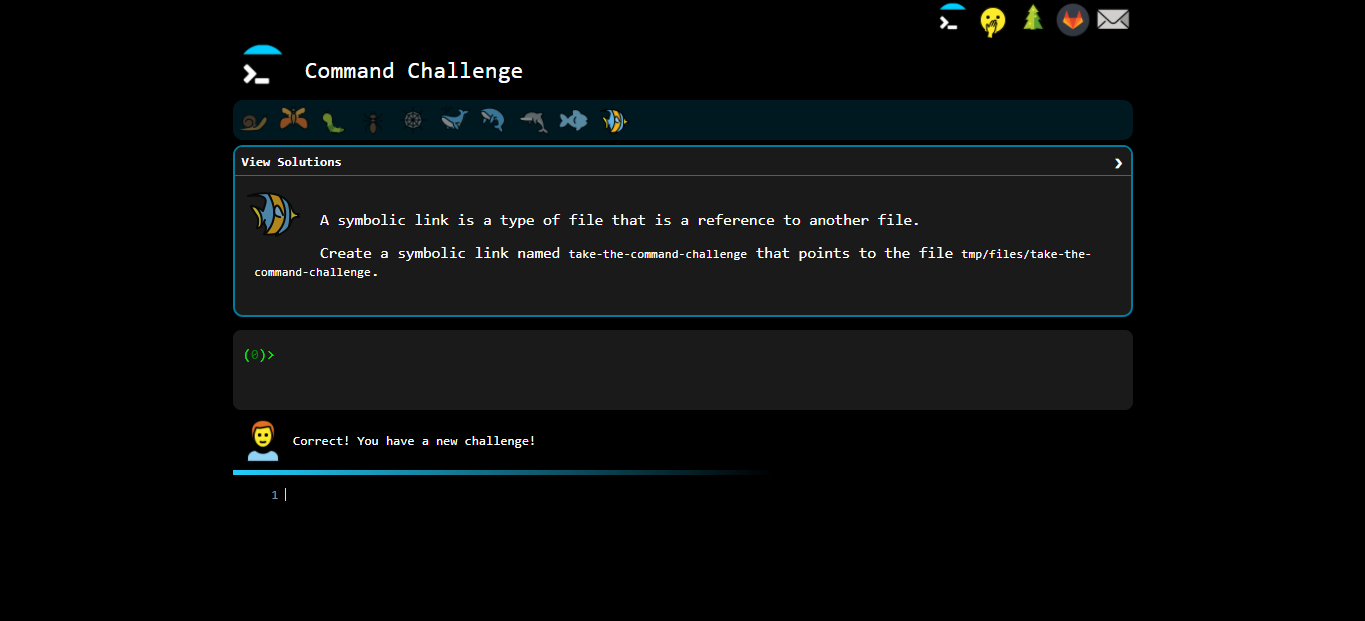 Command Challenge
View Solutions
A symbolic link is a type of file that is a reference to another file.
Create a symbolic link named take-the-command-challenge that points to the file tmp/files/take-the-
command-challenge.
(0)>
Correct! You have a new challenge!
1